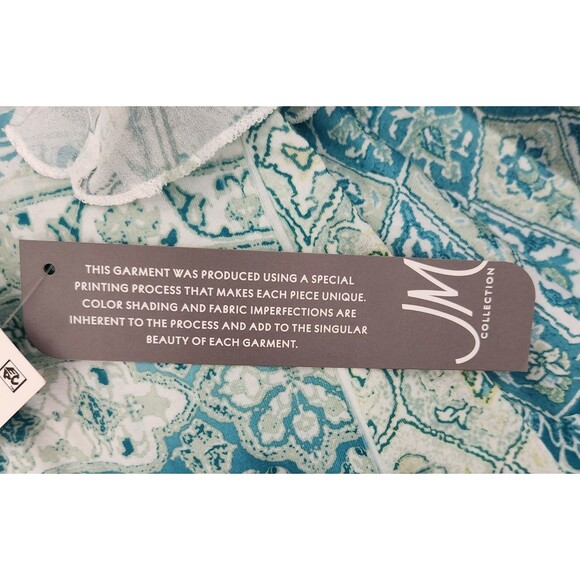 THIS GARMENT WAS PRODUCED USING A SPECIAL
PRINTING PROCESS THAT MAKES EACH PIECE UNIQUE.
COLOR SHADING AND FABRIC IMPERFECTIONS ARE
INHERENT TO THE PROCESS AND ADD TO THE SINGULAR
BEAUTY OF EACH GARMENT.
JM
COLLECTION